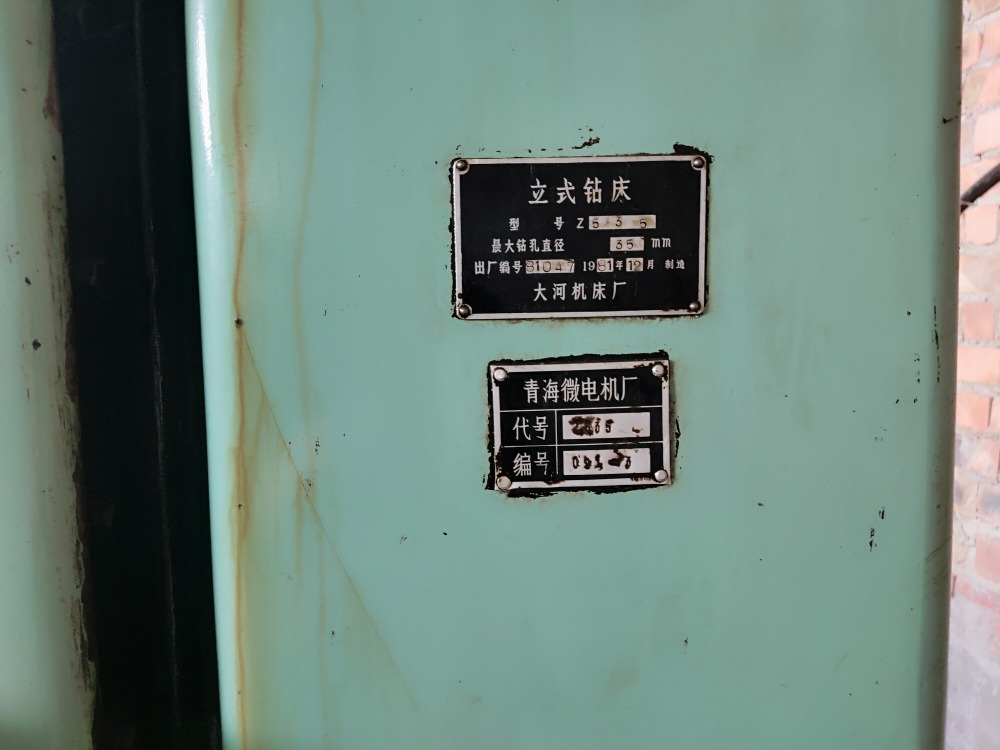 立式钻床
型号 Z535
最大钻孔直径 35 mm
出厂编号 81047 1981年12月 制造
大河机床厂
青海微电机厂
代号
编号